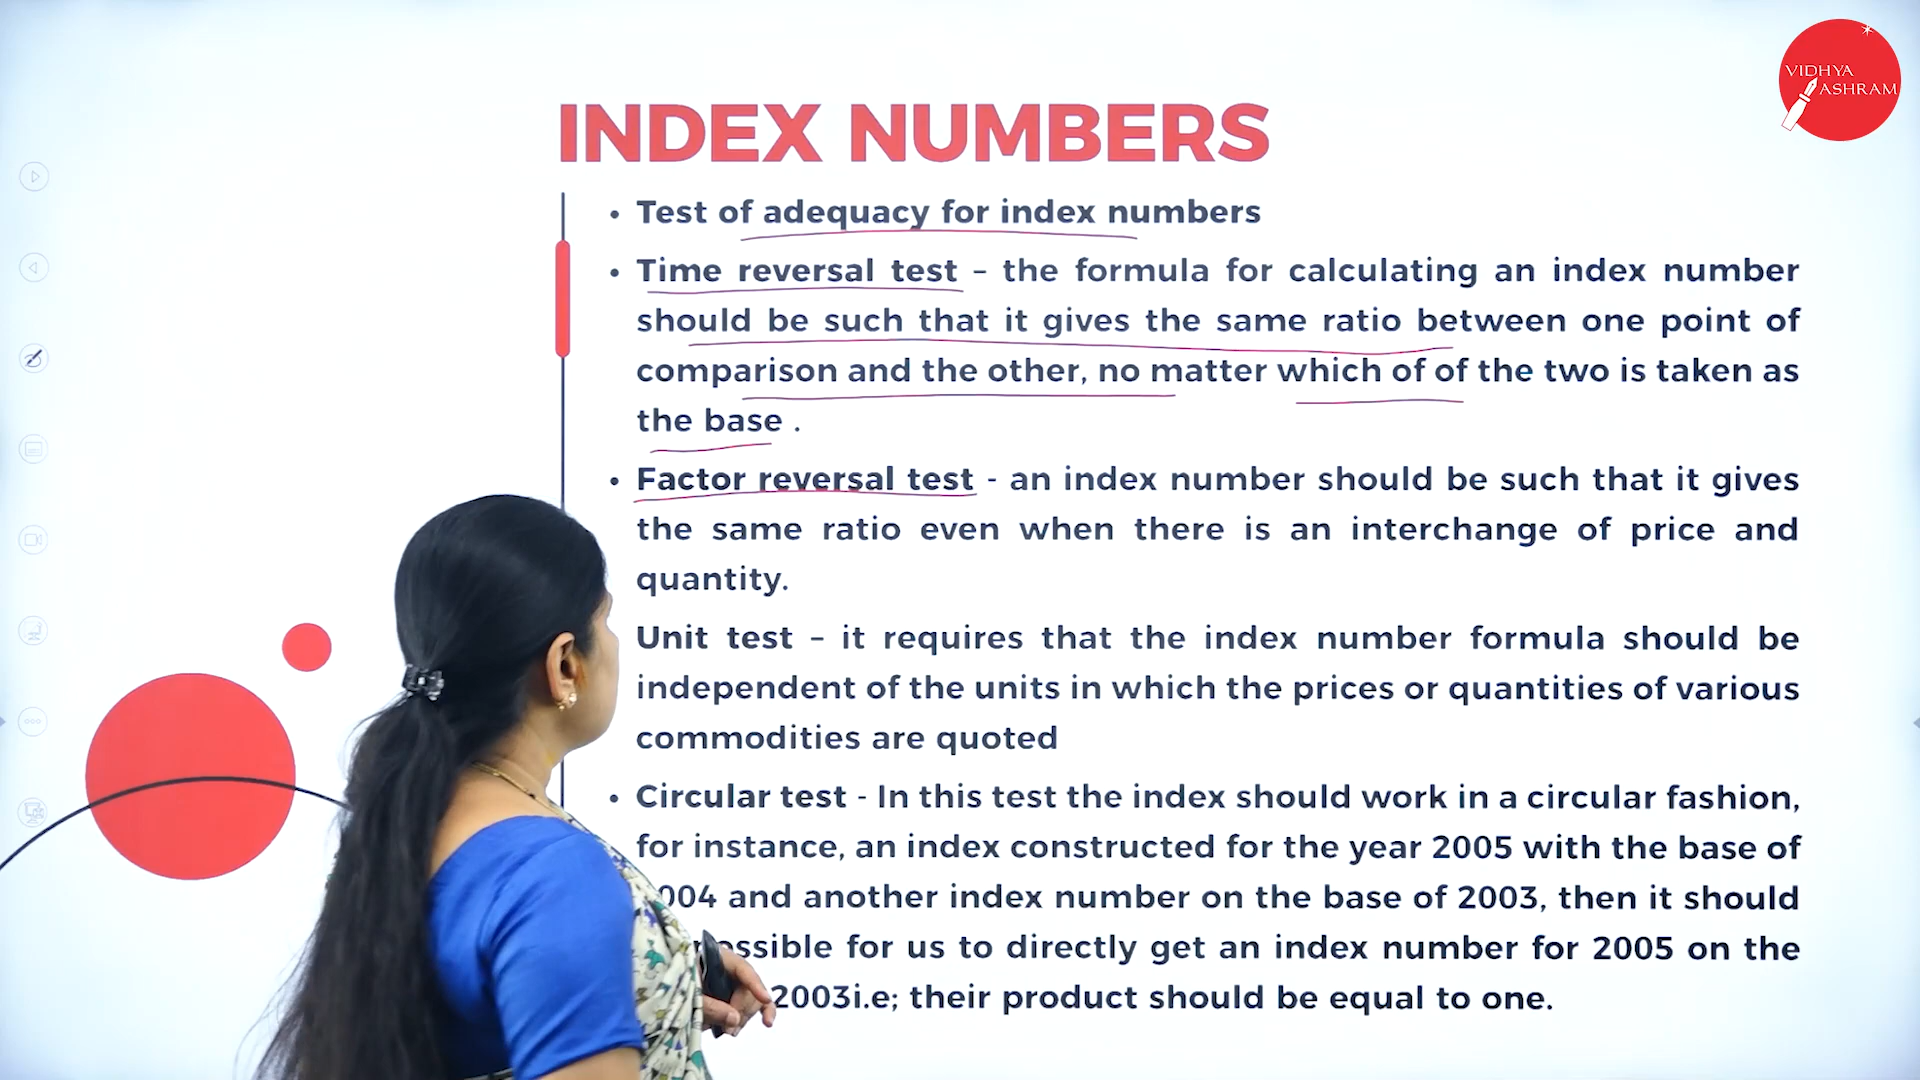 VIDHYA
ASHRAM
INDEX NUMBERS
• Test of adequacy for index numbers
• Time reversal test – the formula for calculating an index number
should be such that it gives the same ratio between one point of
comparison and the other, no matter which of of the two is taken as
the base .
• Factor reversal test - an index number should be such that it gives
the same ratio even when there is an interchange of price and
quantity.
Unit test – it requires that the index number formula should be
independent of the units in which the prices or quantities of various
commodities are quoted
• Circular test - In this test the index should work in a circular fashion,
for instance, an index constructed for the year 2005 with the base of
and another index number on the base of 2003, then it should
for us to directly get an index number for 2005 on the
2003i.e; their product should be equal to one.